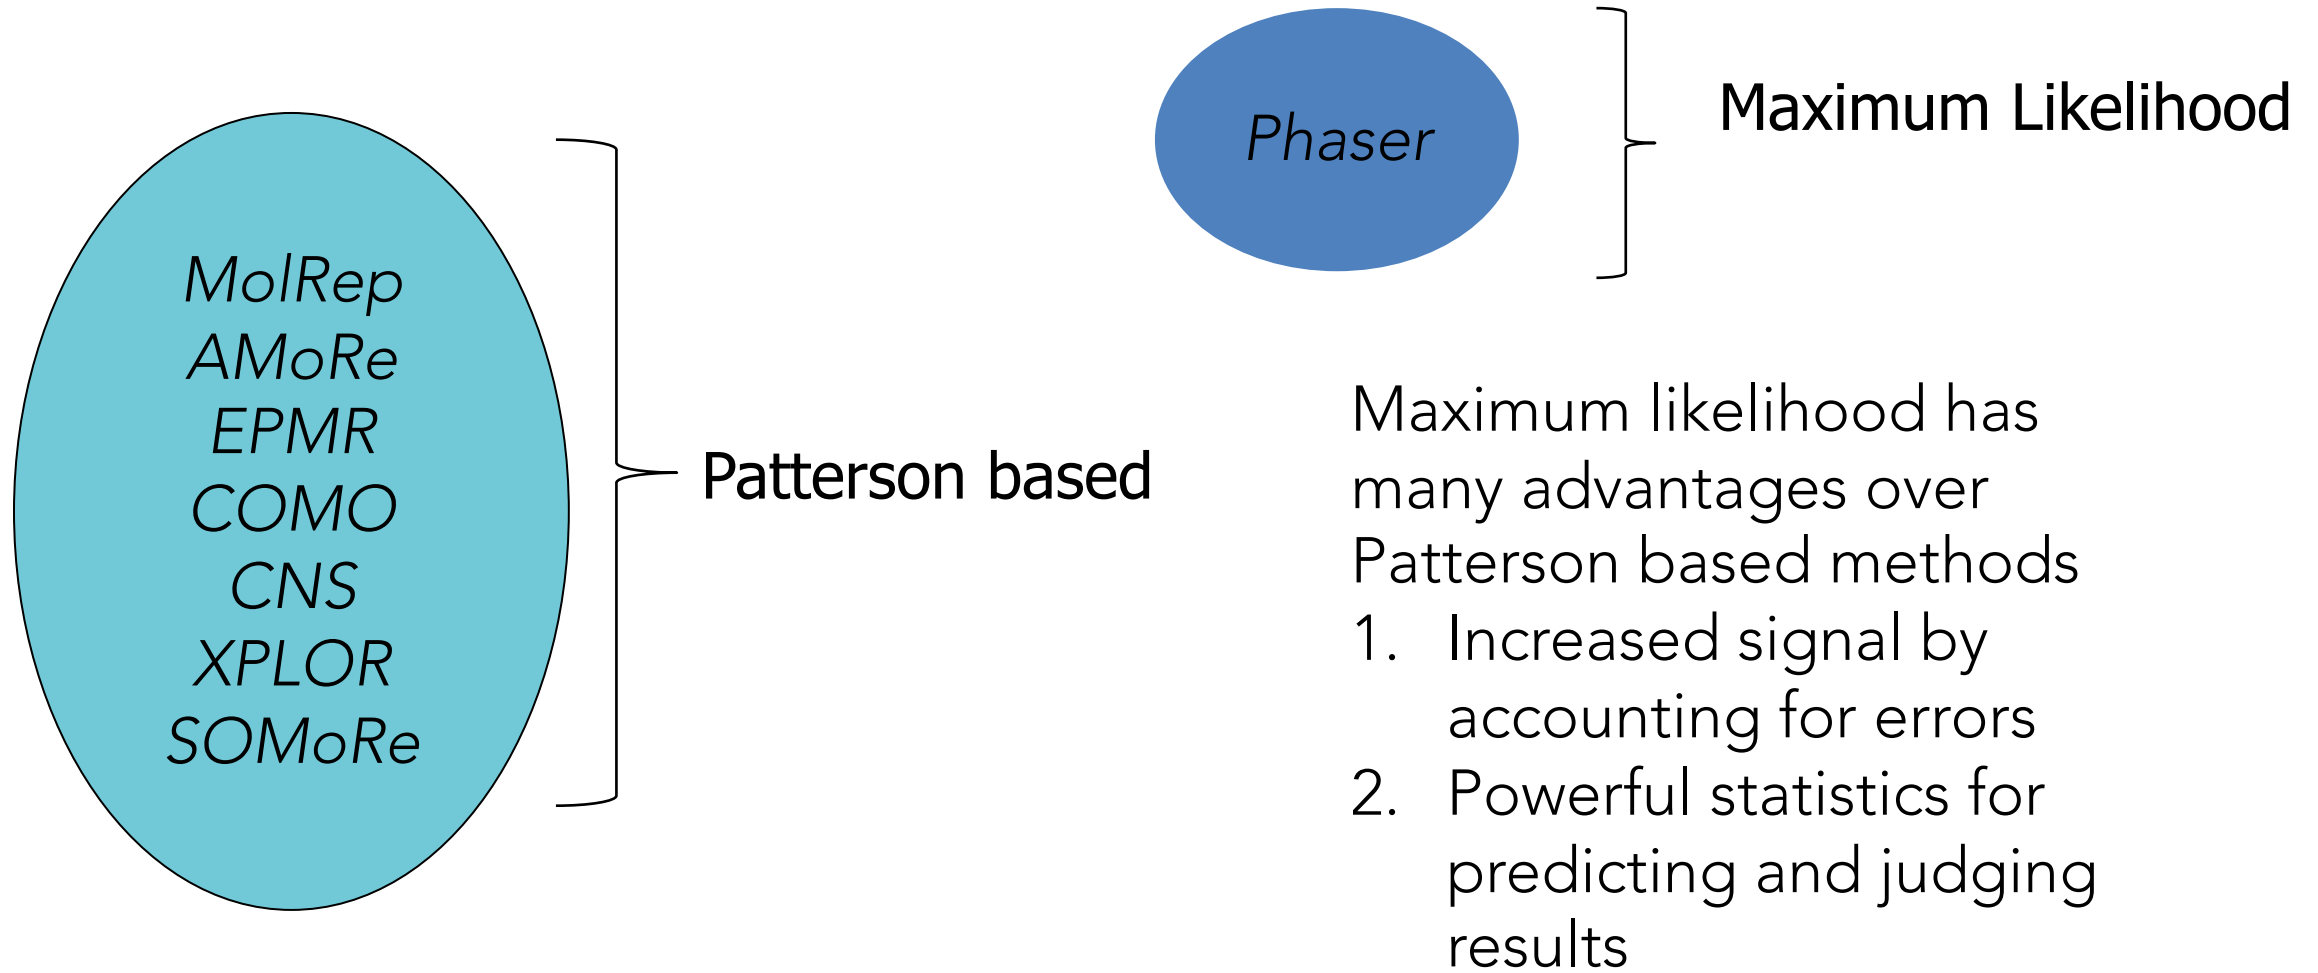 Phaser
Maximum Likelihood
MolRep
AMoRe
EPMR
COMO
CNS
XPLOR
SOMoRe
Patterson based
Maximum likelihood has
many advantages over
Patterson based methods
1. Increased signal by
accounting for errors
2. Powerful statistics for
predicting and judging
results